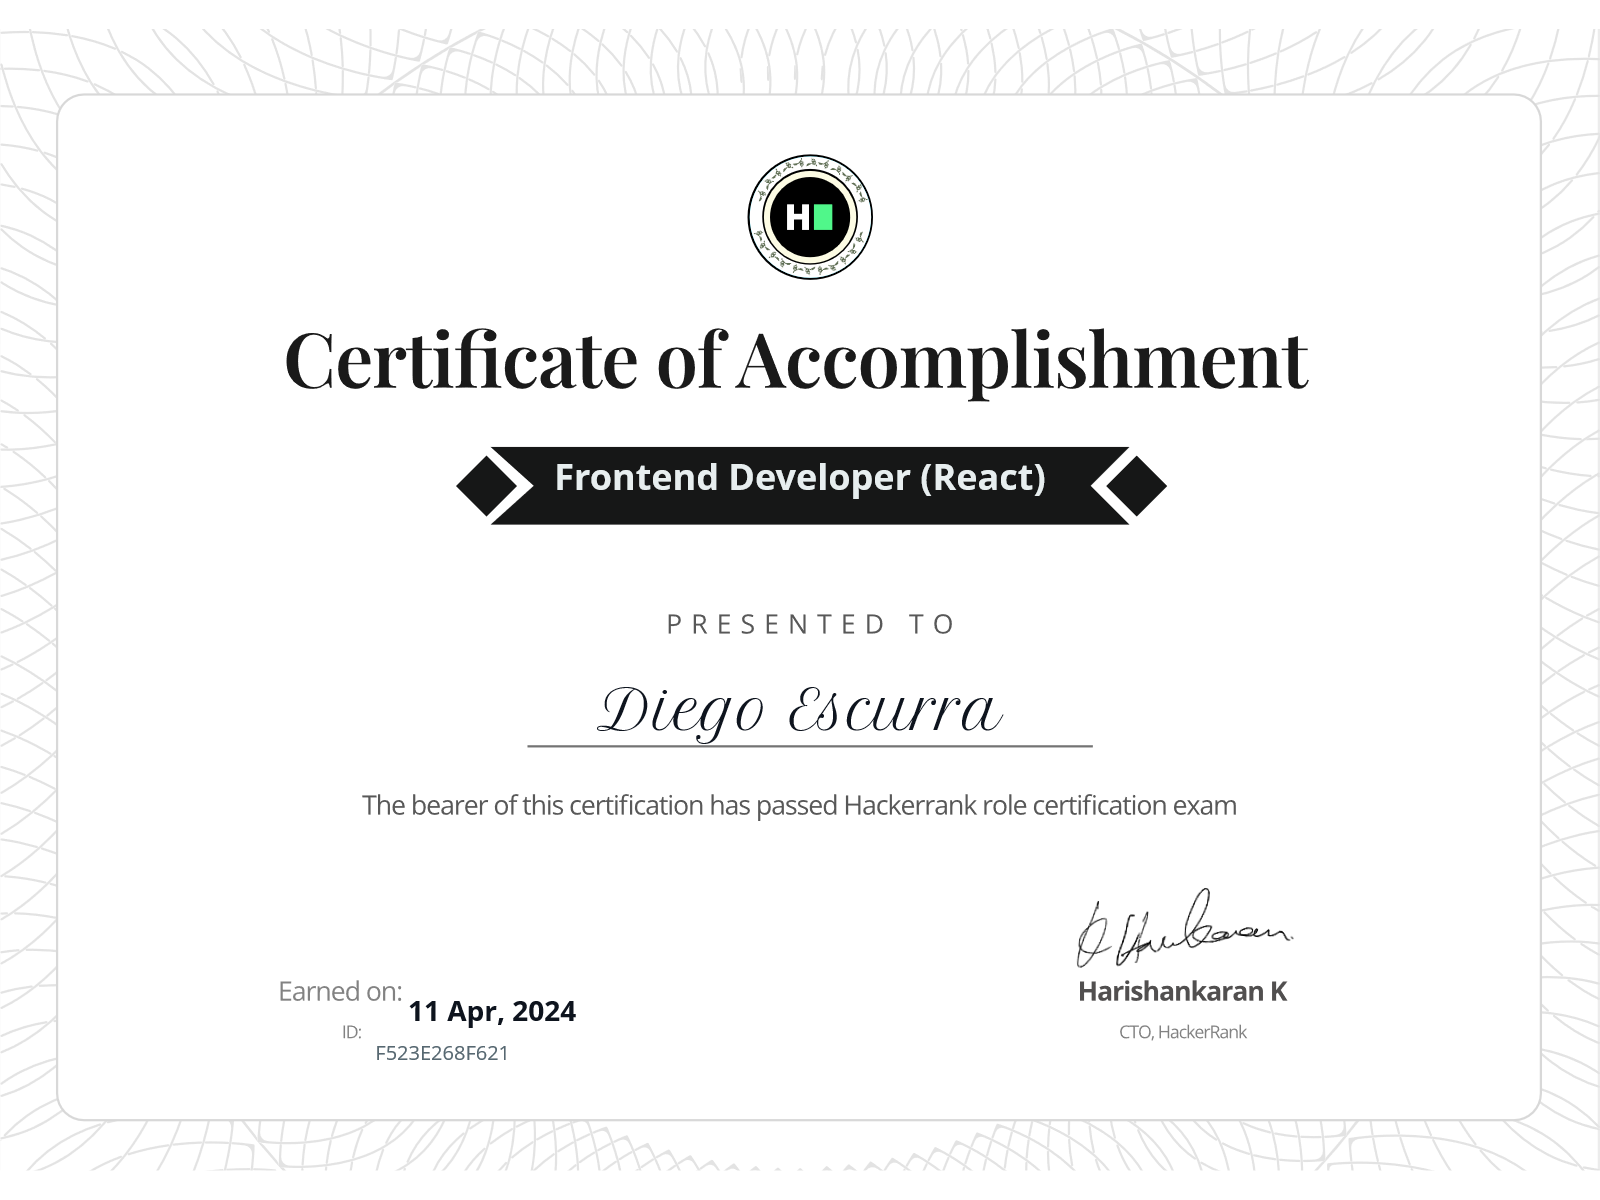 H
Certificate of Accomplishment
Frontend Developer (React)
PRESENTED TO
Diego Escurra
The bearer of this certification has passed Hackerrank role certification exam
Earned on: 11 Apr, 2024
ID: F523E268F621
Harishankaran K
CTO, HackerRank